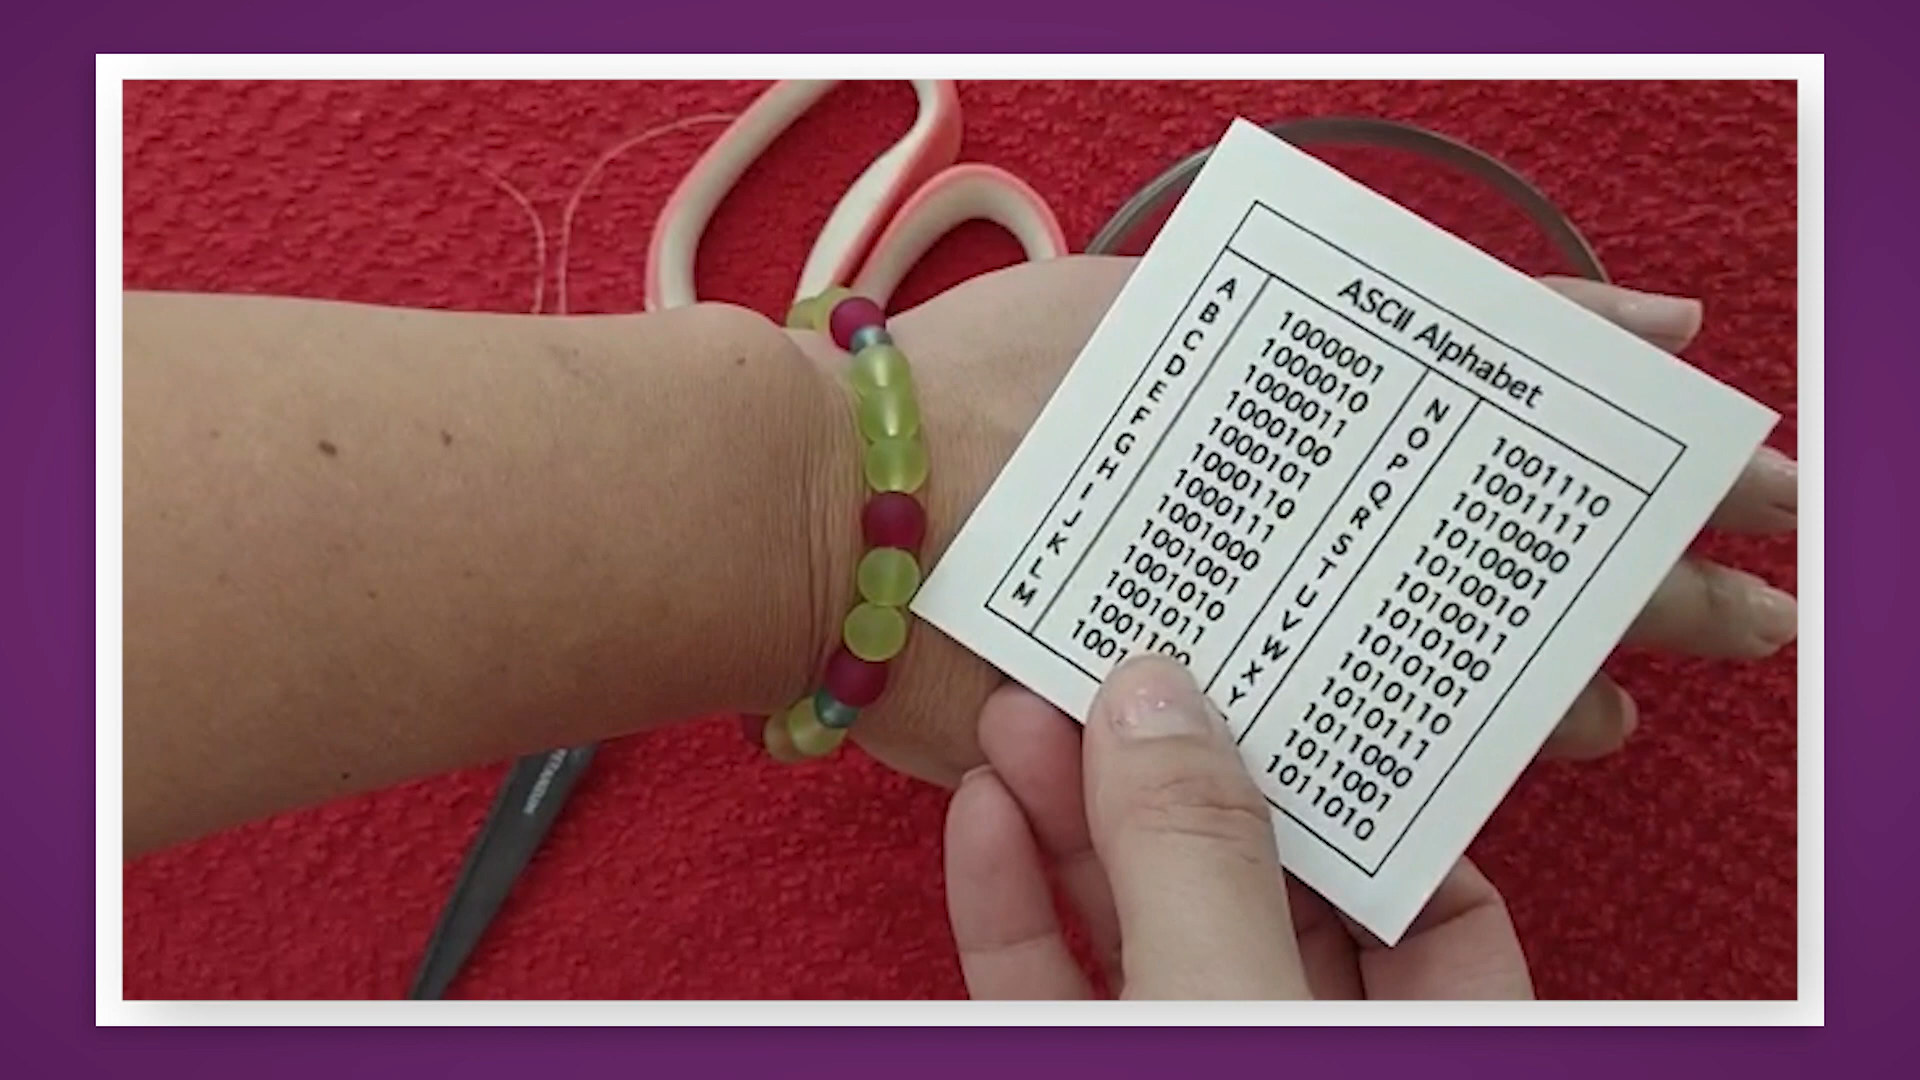 ASCII Alphabet
A 1000001 N 1001110
B 1000010 O 1001111
C 1000011 P 1010000
D 1000100 Q 1010001
E 1000101 R 1010010
F 1000110 S 1010011
G 1000111 T 1010100
H 1001000 U 1010101
I 1001001 V 1010110
J 1001010 W 1010111
K 1001011 X 1011000
L 1001100 Y 1011001
M 1011010